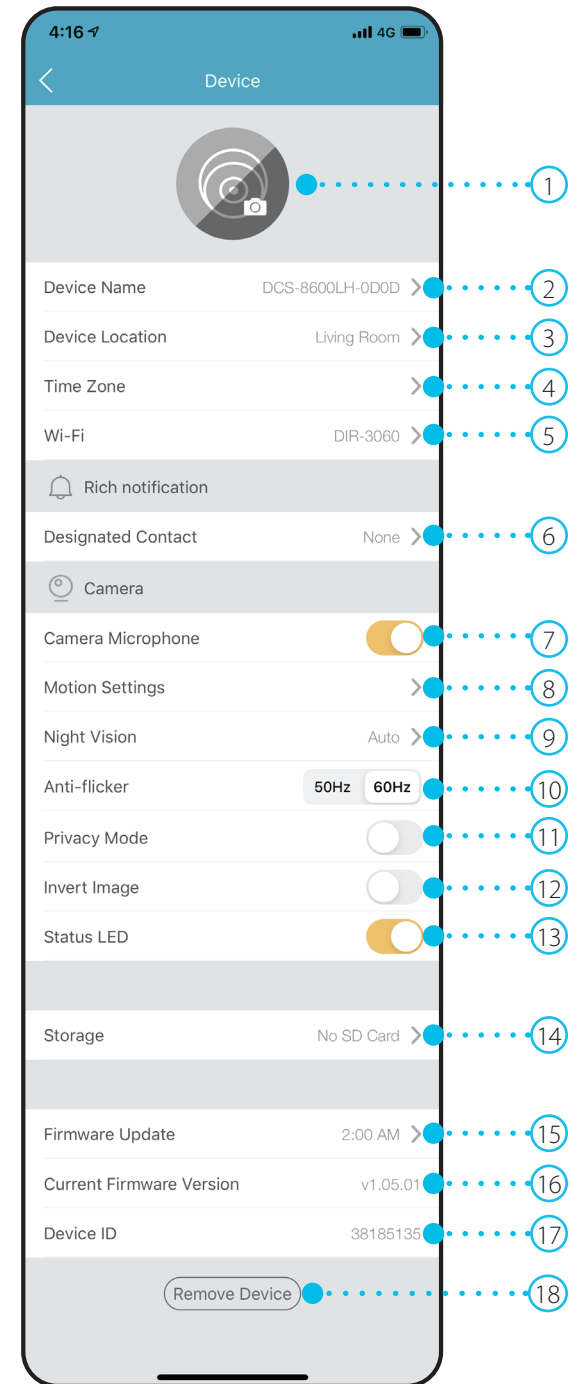 4:16 4G
Device
1
Device Name DCS-8600LH-0D0D 2
Device Location Living Room 3
Time Zone 4
Wi-Fi DIR-3060 5
Rich notification
Designated Contact None 6
Camera
Camera Microphone 7
Motion Settings 8
Night Vision Auto 9
Anti-flicker 50Hz 60Hz 10
Privacy Mode 11
Invert Image 12
Status LED 13
Storage No SD Card 14
Firmware Update 2:00 AM 15
Current Firmware Version v1.05.01 16
Device ID 38185135 17
Remove Device 18